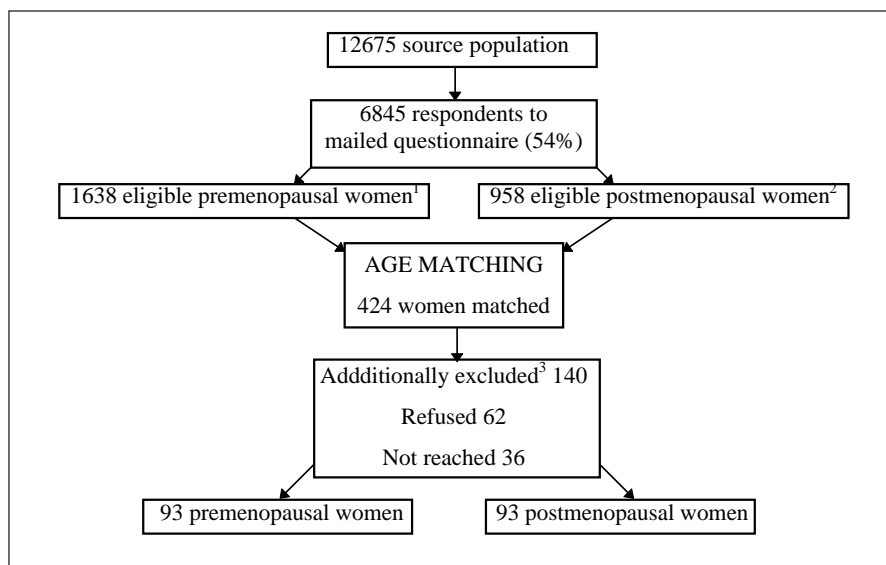 12675 source population
6845 respondents to
mailed questionnaire (54%)
1638 eligible premenopausal women¹
958 eligible postmenopausal women²
AGE MATCHING
424 women matched
Addditionally excluded³ 140
Refused 62
Not reached 36
93 premenopausal women
93 postmenopausal women